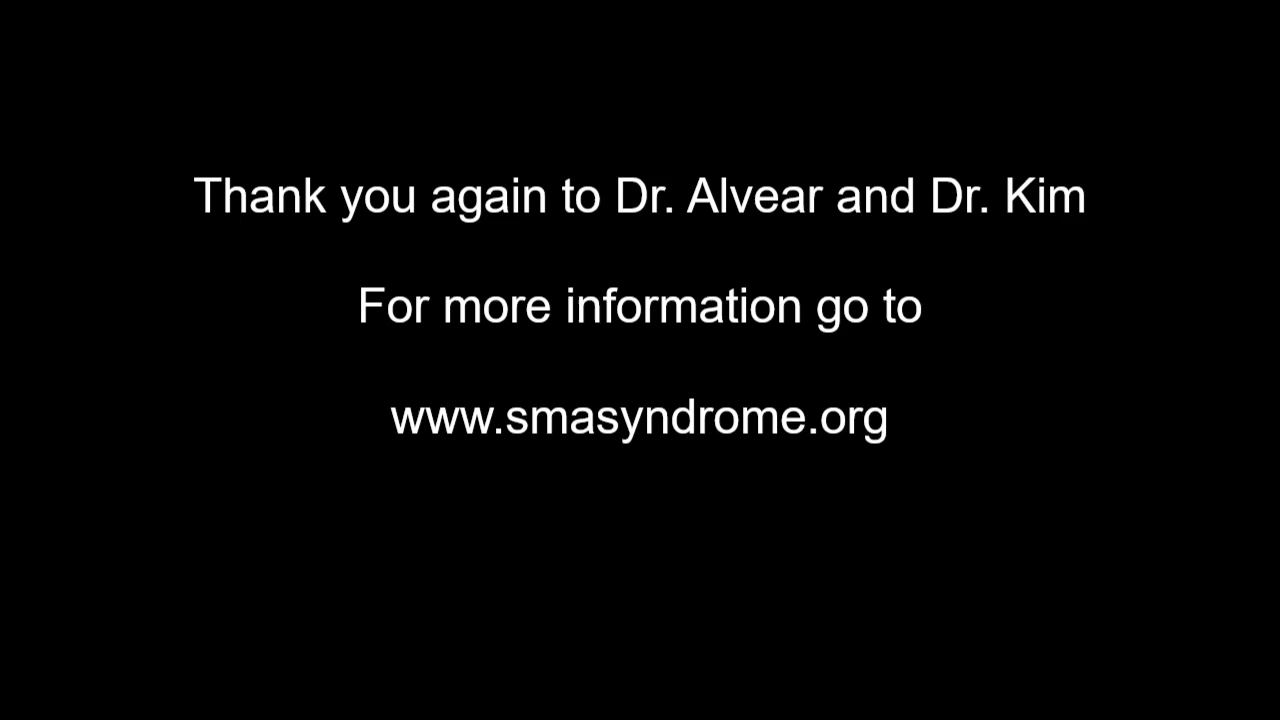 Thank you again to Dr. Alvear and Dr. Kim
For more information go to
www.smasyndrome.org